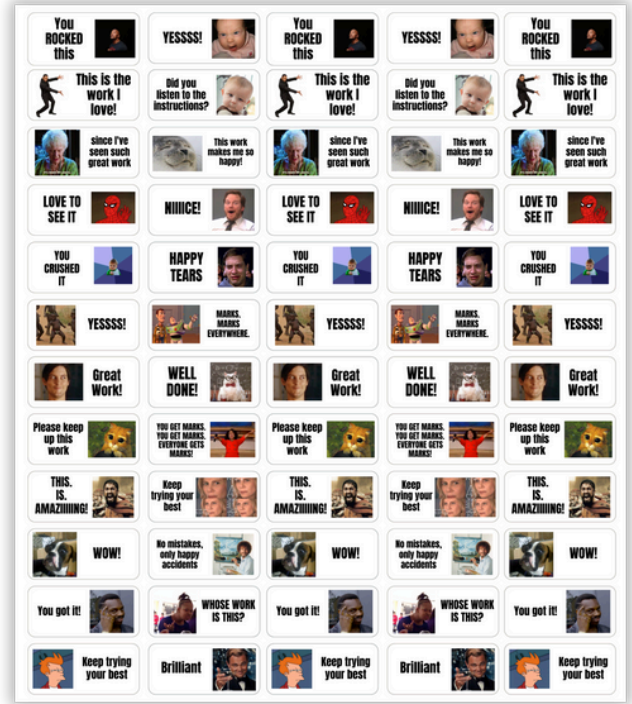 You
ROCKED
this
YESSSS!
You
ROCKED
this
YESSSS!
You
ROCKED
this
This is the
work I
love!
Did you
listen to the
instructions?
This is the
work I
love!
Did you
listen to the
instructions?
This is the
work I
love!
since I've
seen such
great work
This work
makes me so
happy!
since I've
seen such
great work
This work
makes me so
happy!
since I've
seen such
great work
LOVE TO
SEE IT
NIIIICE!
LOVE TO
SEE IT
NIIIICE!
LOVE TO
SEE IT
YOU
CRUSHED
IT
HAPPY
TEARS
YOU
CRUSHED
IT
HAPPY
TEARS
YOU
CRUSHED
IT
YESSSS!
MARKS.
MARKS
EVERYWHERE.
YESSSS!
MARKS.
MARKS
EVERYWHERE.
YESSSS!
Great
Work!
WELL
DONE!
Great
Work!
WELL
DONE!
Great
Work!
Please keep
up this
work
YOU GET MARKS.
YOU GET MARKS.
EVERYONE GETS
MARKS!
Please keep
up this
work
YOU GET MARKS.
YOU GET MARKS.
EVERYONE GETS
MARKS!
Please keep
up this
work
THIS.
IS.
AMAZIIIIING!
Keep
trying your
best
THIS.
IS.
AMAZIIIIING!
Keep
trying your
best
THIS.
IS.
AMAZIIIIING!
WOW!
No mistakes,
only happy
accidents
WOW!
No mistakes,
only happy
accidents
WOW!
You got it!
WHOSE WORK
IS THIS?
You got it!
WHOSE WORK
IS THIS?
You got it!
Keep trying
your best
Brilliant
Keep trying
your best
Brilliant
Keep trying
your best